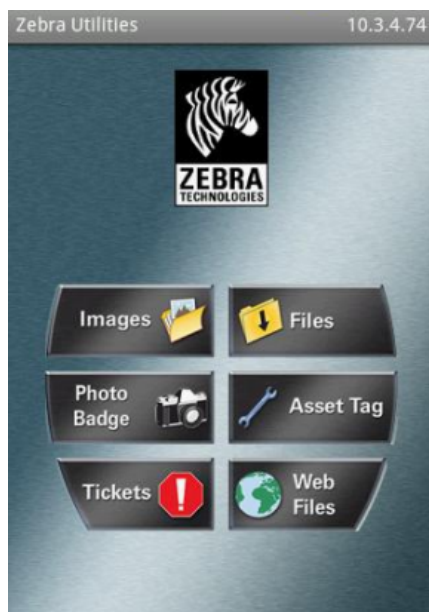 Zebra Utilities 10.3.4.74
ZEBRA
TECHNOLOGIES
Images
Files
Photo
Badge
Asset Tag
Tickets
Web
Files